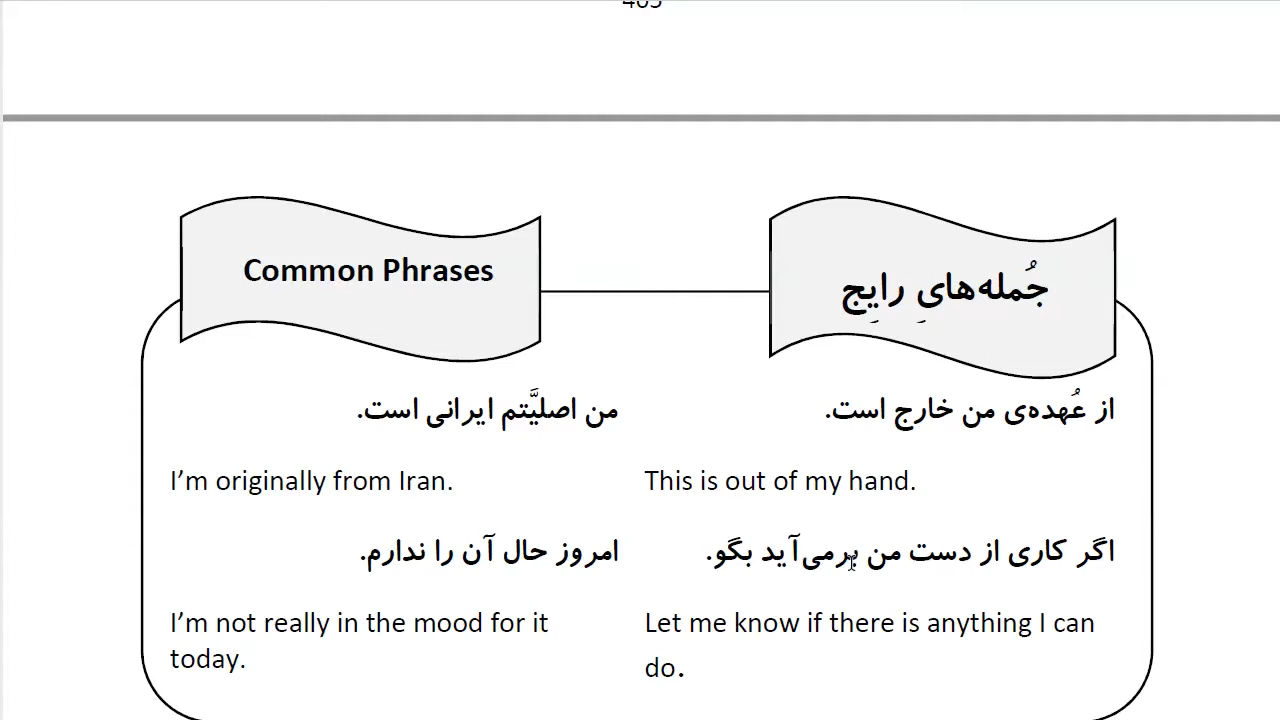 465
Common Phrases
جُمله‌های رایِج
من اصلیَّتم ایرانی است.
از عُهده‌ی من خارج است.
I’m originally from Iran.
This is out of my hand.
امروز حال آن را ندارم.
اگر کاری از دست من برمی‌آید بگو.
I’m not really in the mood for it
today.
Let me know if there is anything I can
do.